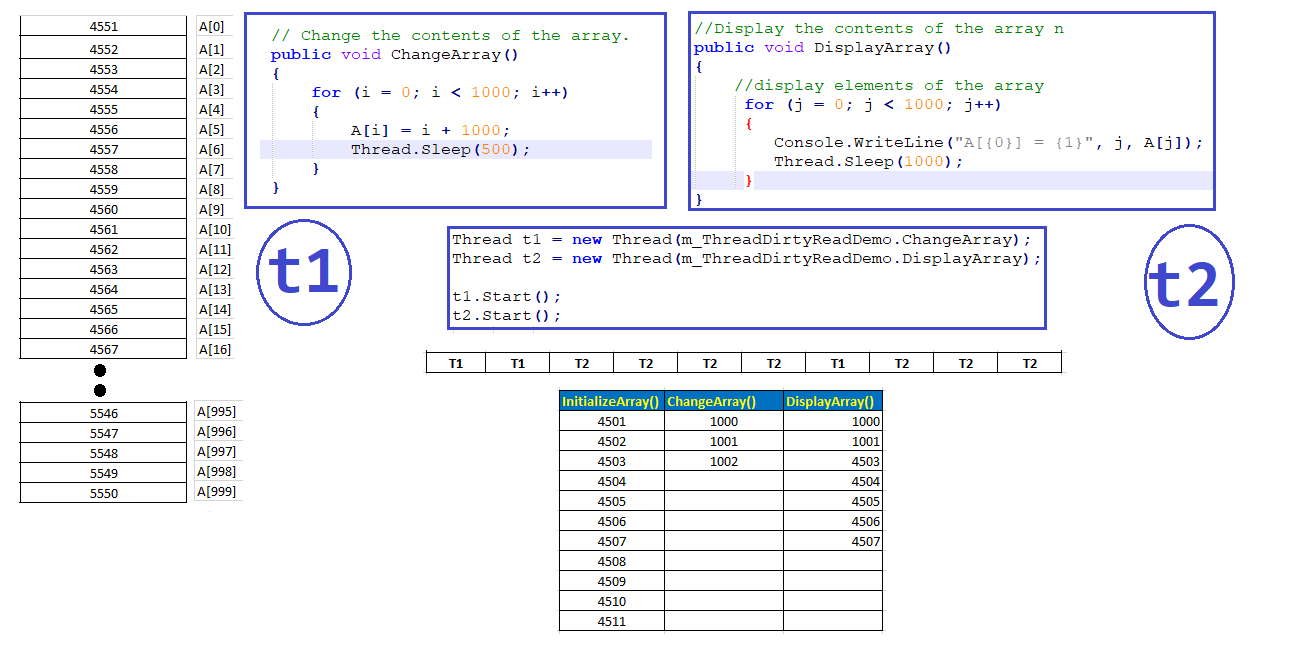 4551 A[0]
4552 A[1]
4553 A[2]
4554 A[3]
4555 A[4]
4556 A[5]
4557 A[6]
4558 A[7]
4559 A[8]
4560 A[9]
4561 A[10]
4562 A[11]
4563 A[12]
4564 A[13]
4565 A[14]
4566 A[15]
4567 A[16]
5546 A[995]
5547 A[996]
5548 A[997]
5549 A[998]
5550 A[999]
// Change the contents of the array.
public void ChangeArray()
{
for (i = 0; i < 1000; i++)
{
A[i] = i + 1000;
Thread.Sleep(500);
}
}
t1
//Display the contents of the array n
public void DisplayArray()
{
//display elements of the array
for (j = 0; j < 1000; j++)
{
Console.WriteLine("A[{0}] = {1}", j, A[j]);
Thread.Sleep(1000);
}
}
t2
Thread t1 = new Thread(m_ThreadDirtyReadDemo.ChangeArray);
Thread t2 = new Thread(m_ThreadDirtyReadDemo.DisplayArray);
t1.Start();
t2.Start();
T1 T1 T2 T2 T2 T2 T1 T2 T2 T2
InitializeArray() ChangeArray() DisplayArray()
4501 1000 1000
4502 1001 1001
4503 1002 4503
4504 4504
4505 4505
4506 4506
4507 4507
4508
4509
4510
4511